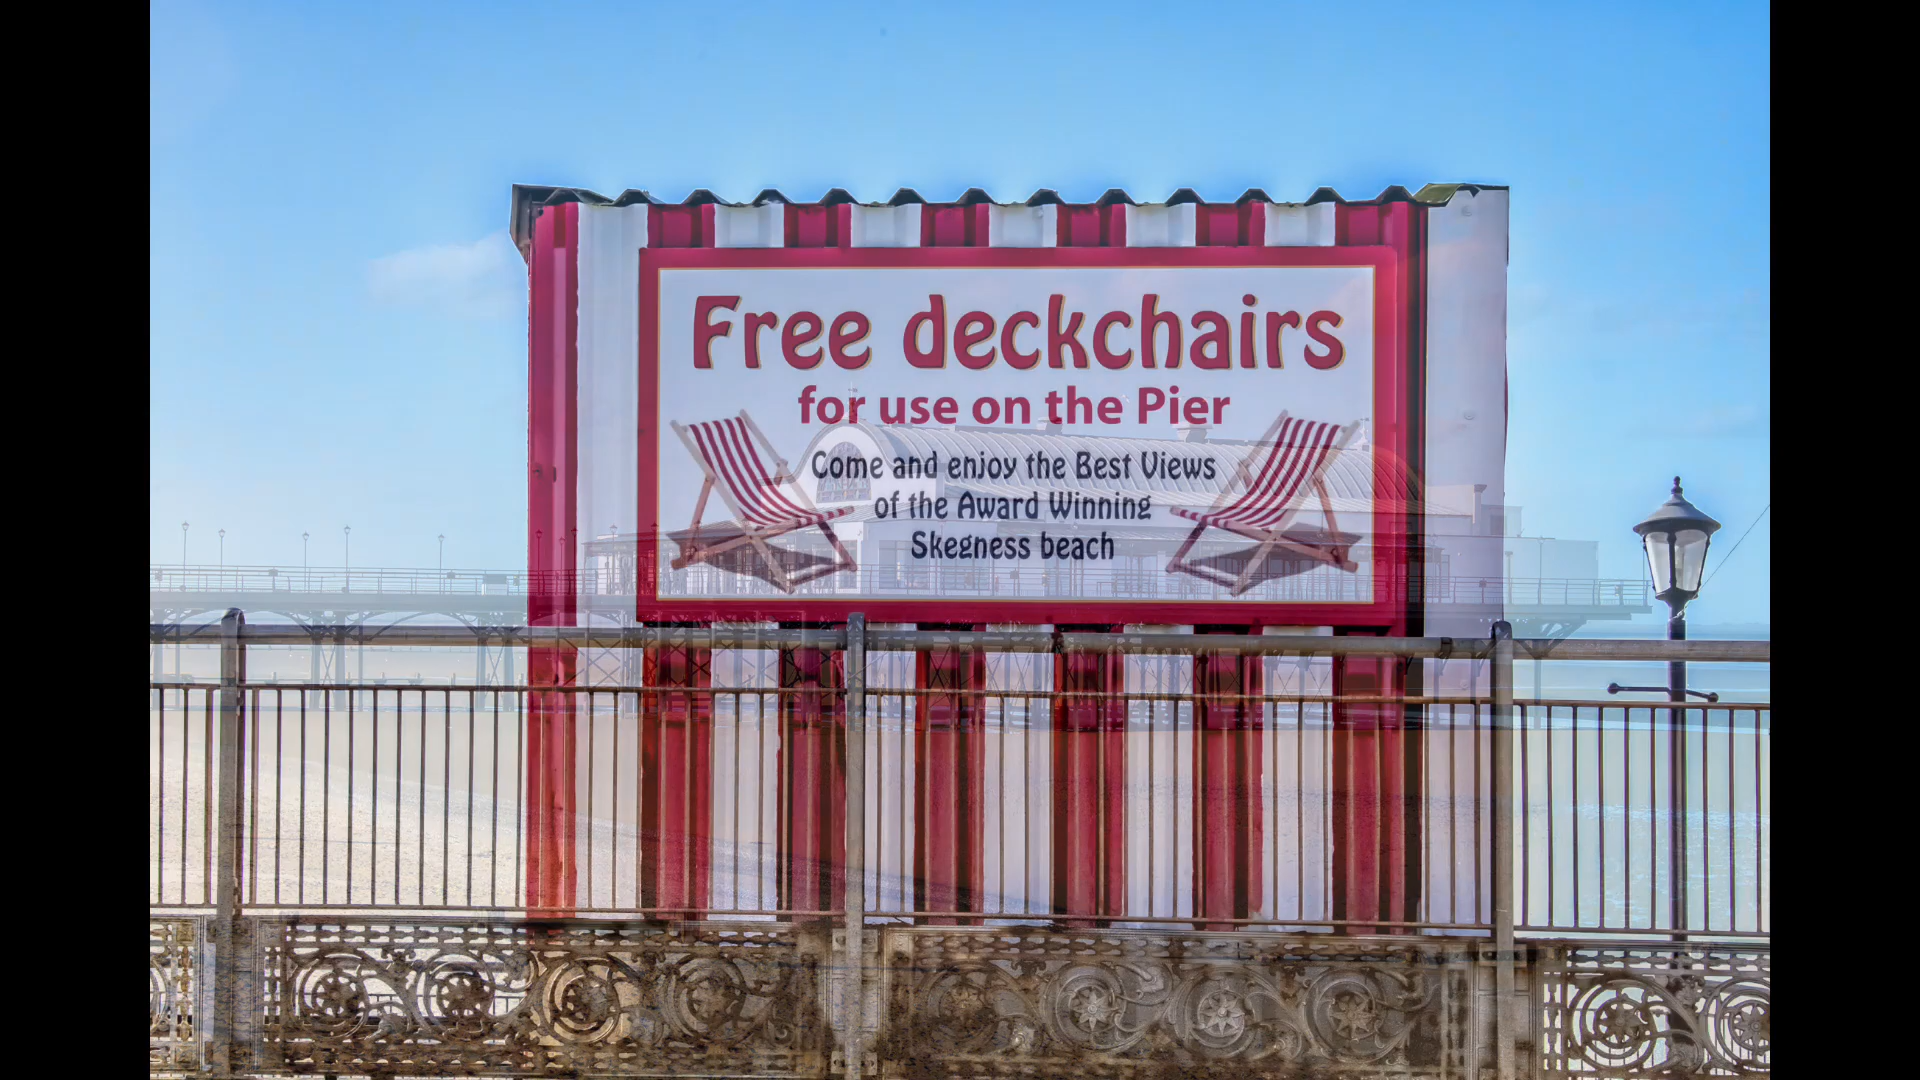 Free deckchairs
for use on the Pier
Come and enjoy the Best Views
of the Award Winning
Skegness beach